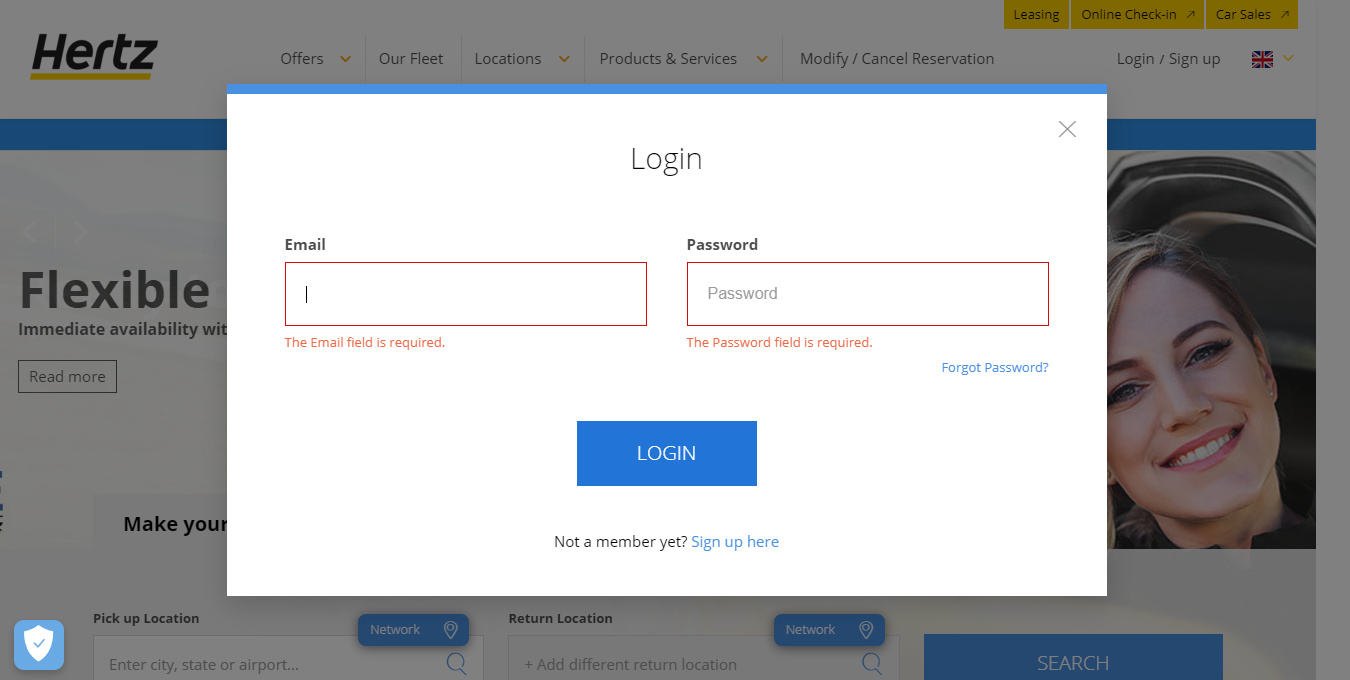 Leasing
Online Check-in
Car Sales
Hertz
Offers
Our Fleet
Locations
Products & Services
Modify / Cancel Reservation
Login / Sign up
Login
Email
Password
Password
The Email field is required.
The Password field is required.
Forgot Password?
LOGIN
Not a member yet? Sign up here
Flexible
Immediate availability wit
Read more
Make your
Pick up Location
Network
Return Location
Network
Enter city, state or airport...
+ Add different return location
SEARCH